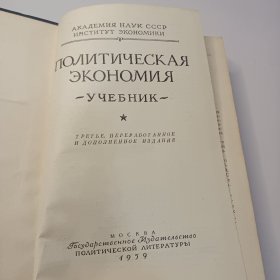 АКАДЕМИЯ НАУК СССР
ИНСТИТУТ ЭКОНОМИКИ
ПОЛИТИЧЕСКАЯ
ЭКОНОМИЯ
-УЧЕБНИК-
ТРЕТЬЕ, ПЕРЕРАБОТАННОЕ
И ДОПОЛНЕННОЕ ИЗДАНИЕ
МОСКВА
Государственное Издательство
ПОЛИТИЧЕСКОЙ ЛИТЕРАТУРЫ
1959